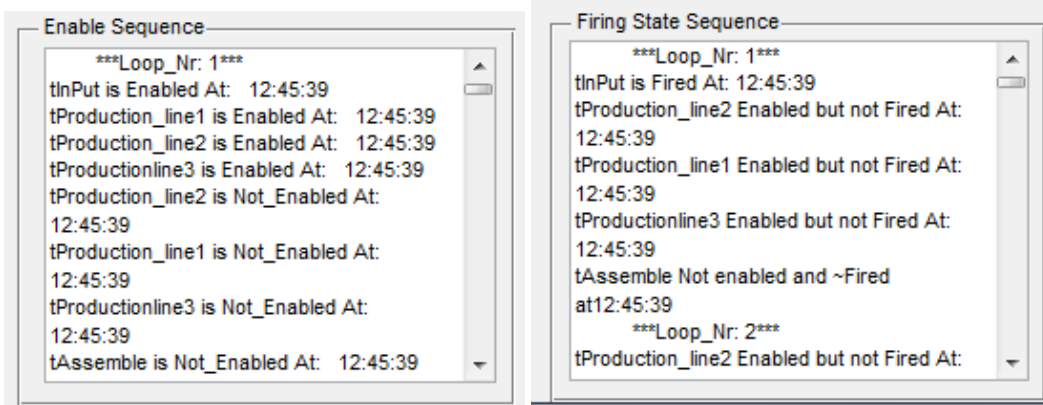 Enable Sequence
***Loop_Nr: 1***
tInPut is Enabled At: 12:45:39
tProduction_line1 is Enabled At: 12:45:39
tProduction_line2 is Enabled At: 12:45:39
tProductionline3 is Enabled At: 12:45:39
tProduction_line2 is Not_Enabled At:
12:45:39
tProduction_line1 is Not_Enabled At:
12:45:39
tProductionline3 is Not_Enabled At:
12:45:39
tAssemble is Not_Enabled At: 12:45:39
Firing State Sequence
***Loop_Nr: 1***
tInPut is Fired At: 12:45:39
tProduction_line2 Enabled but not Fired At:
12:45:39
tProduction_line1 Enabled but not Fired At:
12:45:39
tProductionline3 Enabled but not Fired At:
12:45:39
tAssemble Not enabled and ~Fired
at12:45:39
***Loop_Nr: 2***
tProduction_line2 Enabled but not Fired At: